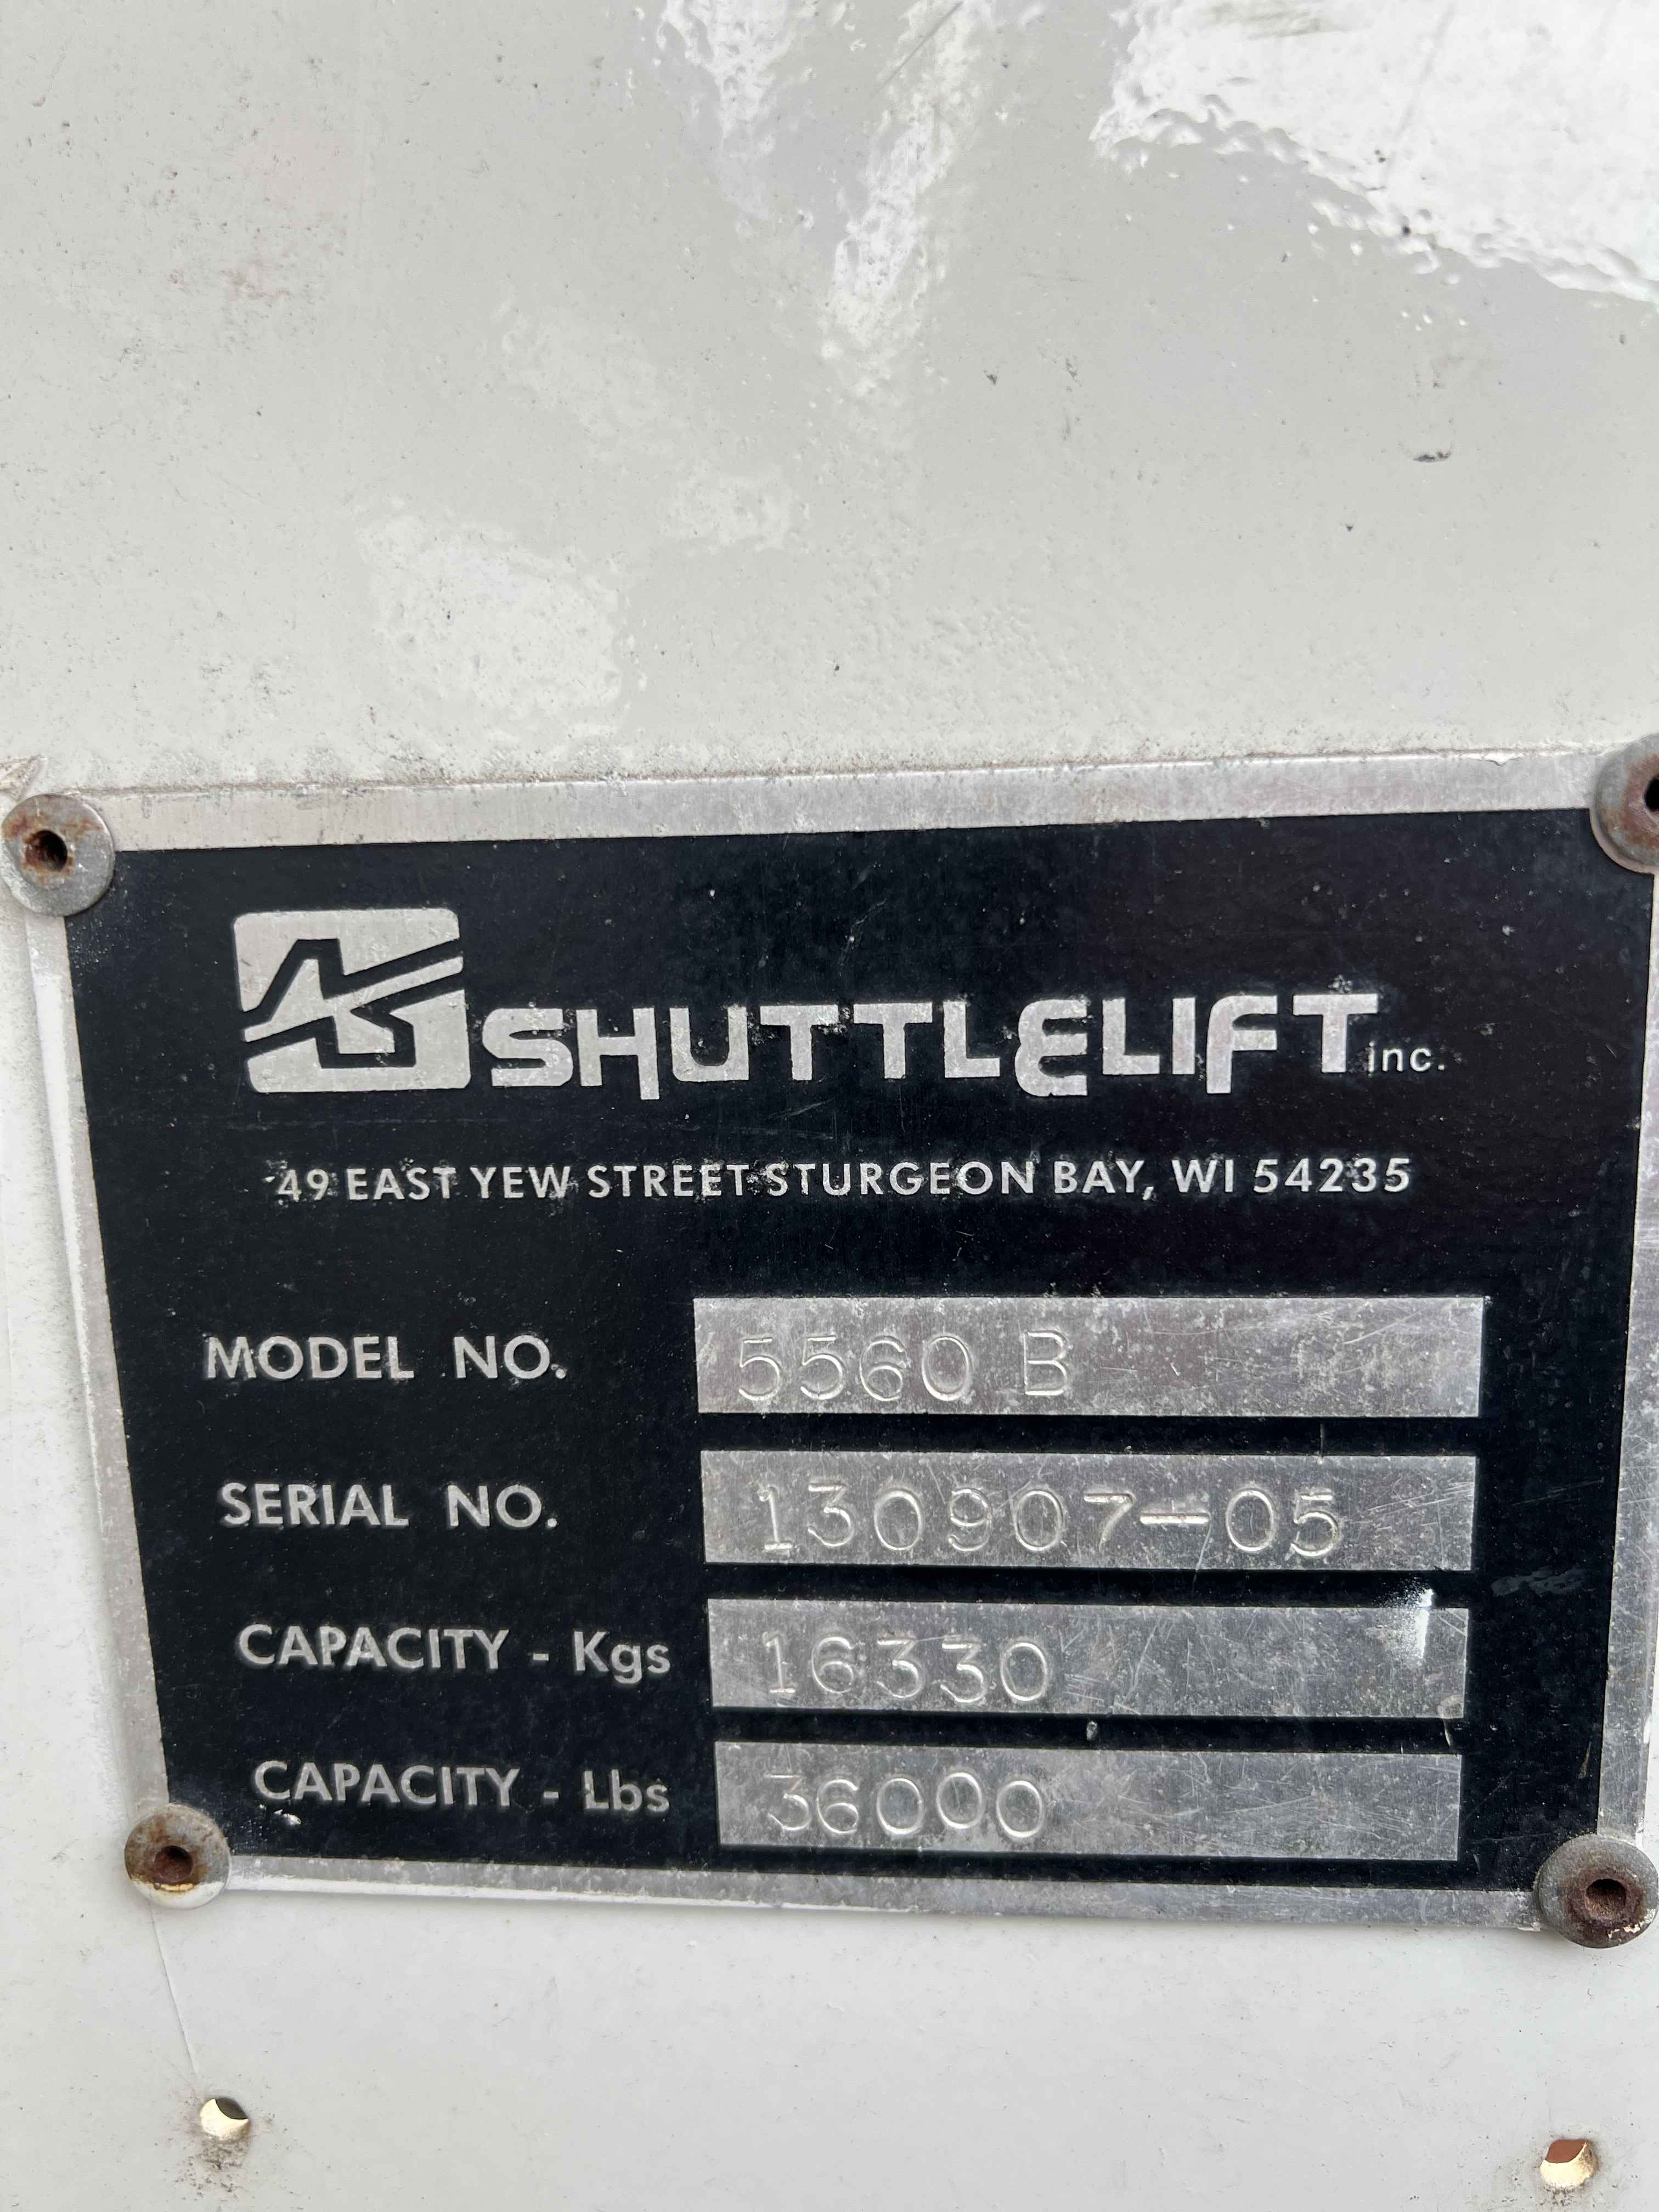 SHUTTLELIFT inc.
49 EAST YEW STREET STURGEON BAY, WI 54235
MODEL NO. 5560 B
SERIAL NO. 130907-05
CAPACITY - Kgs 16330
CAPACITY - Lbs 36000